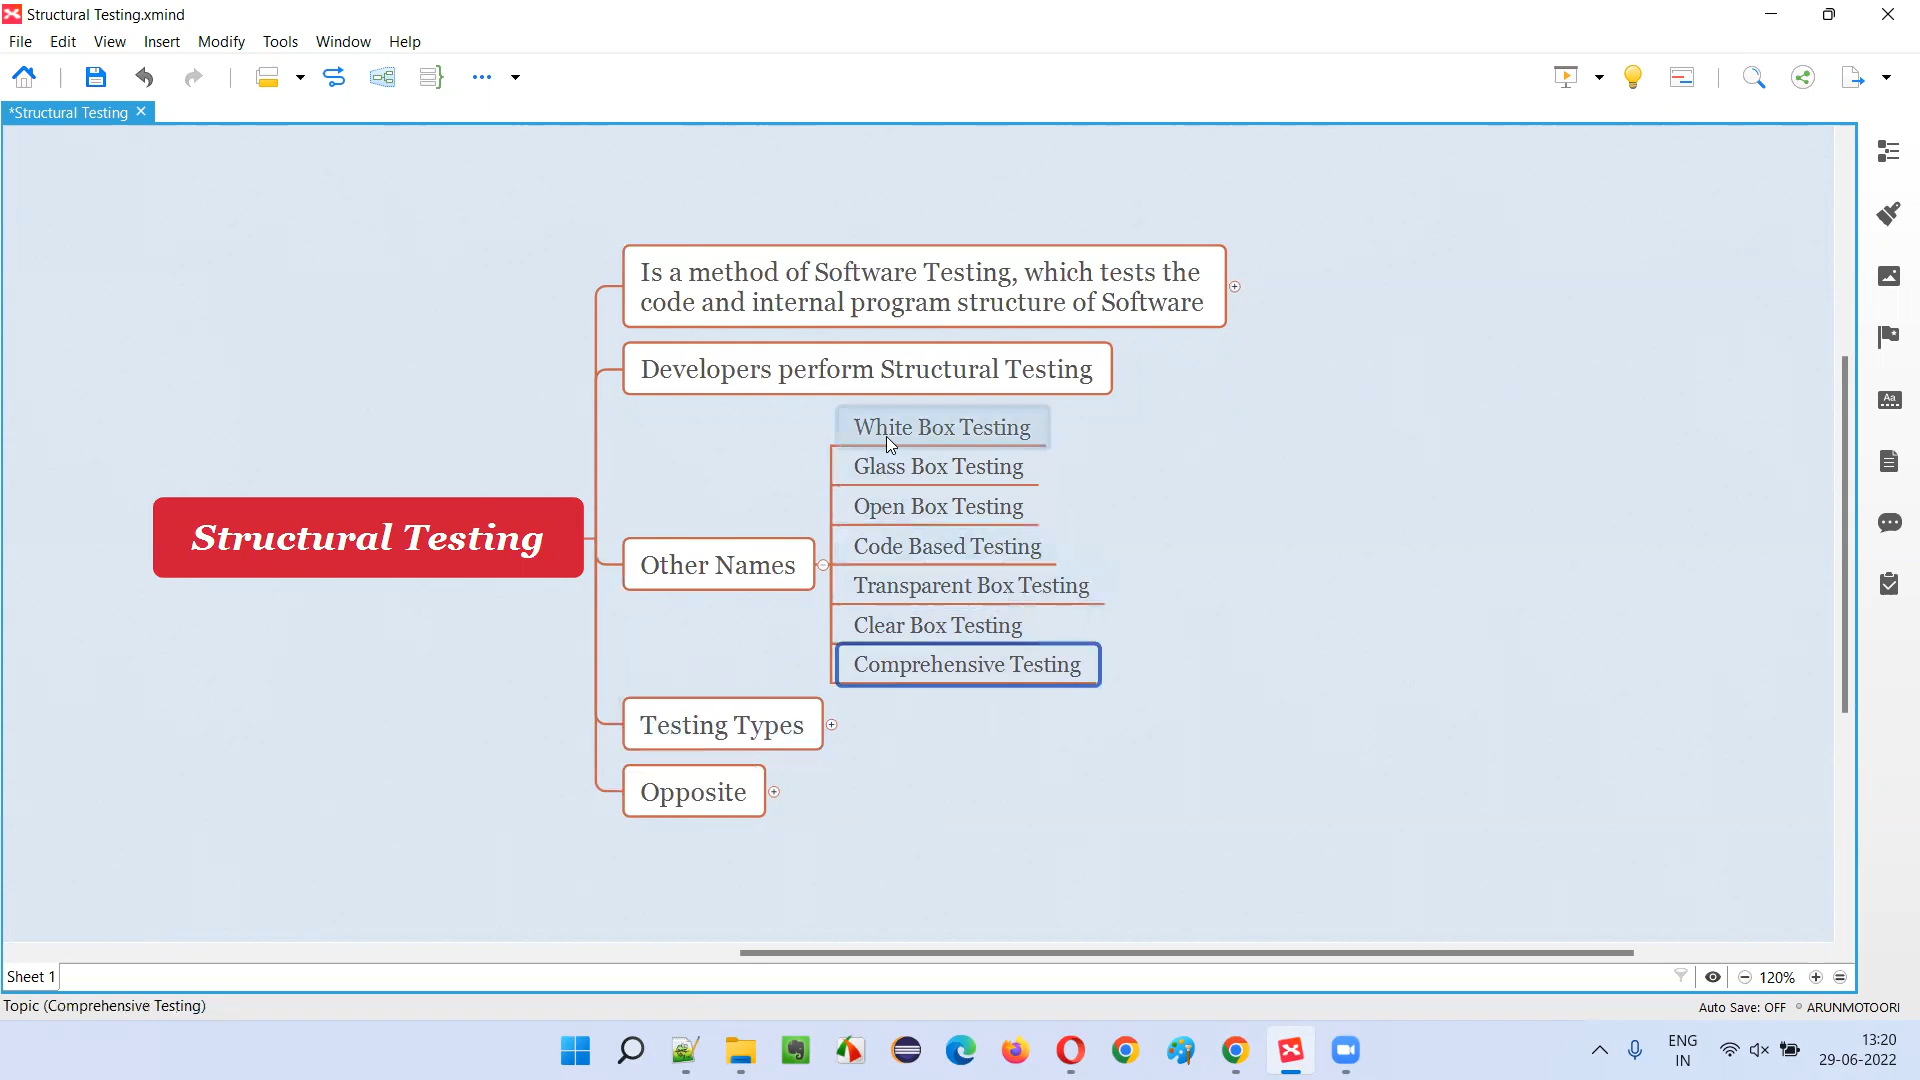 Structural Testing.xmind
File Edit View Insert Modify Tools Window Help
*Structural Testing
Is a method of Software Testing, which tests the
code and internal program structure of Software
Developers perform Structural Testing
White Box Testing
Glass Box Testing
Open Box Testing
Code Based Testing
Transparent Box Testing
Clear Box Testing
Comprehensive Testing
Structural Testing
Other Names
Testing Types
Opposite
Aa
Sheet 1
120%
Topic (Comprehensive Testing)
Auto Save: OFF
ARUNMOTOORI
ENG
IN
13:20
29-06-2022